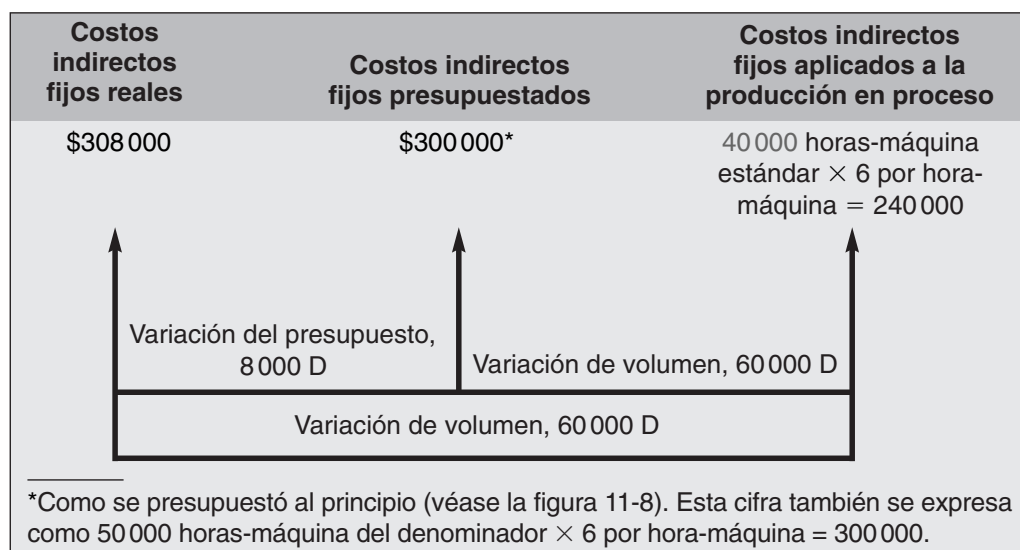 Costos
indirectos
fijos reales
Costos indirectos
fijos presupuestados
Costos indirectos
fijos aplicados a la
producción en proceso
$308 000
$300 000*
40 000 horas-máquina
estándar × 6 por hora-
máquina = 240 000
Variación del presupuesto,
8 000 D
Variación de volumen, 60 000 D
Variación de volumen, 60 000 D
*Como se presupuestó al principio (véase la figura 11-8). Esta cifra también se expresa
como 50 000 horas-máquina del denominador × 6 por hora-máquina = 300 000.